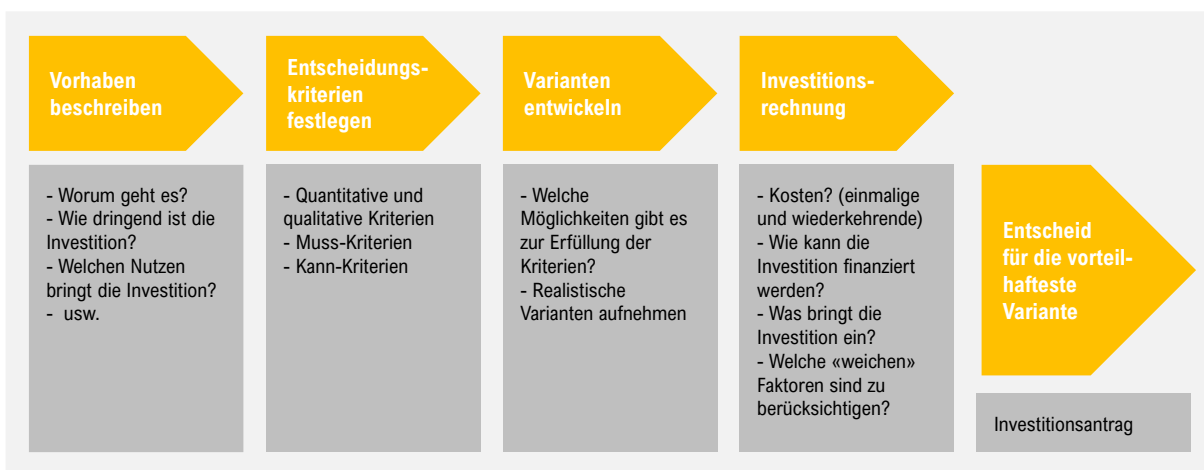 Vorhaben
beschreiben
- Worum geht es?
- Wie dringend ist die
Investition?
- Welchen Nutzen
bringt die Investition?
- usw.
Entscheidungs-
kriterien
festlegen
- Quantitative und
qualitative Kriterien
- Muss-Kriterien
- Kann-Kriterien
Varianten
entwickeln
- Welche
Möglichkeiten gibt es
zur Erfüllung der
Kriterien?
- Realistische
Varianten aufnehmen
Investitions-
rechnung
- Kosten? (einmalige
und wiederkehrende)
- Wie kann die
Investition finanziert
werden?
- Was bringt die
Investition ein?
- Welche «weichen»
Faktoren sind zu
berücksichtigen?
Entscheid
für die vorteil-
hafteste
Variante
Investitionsantrag